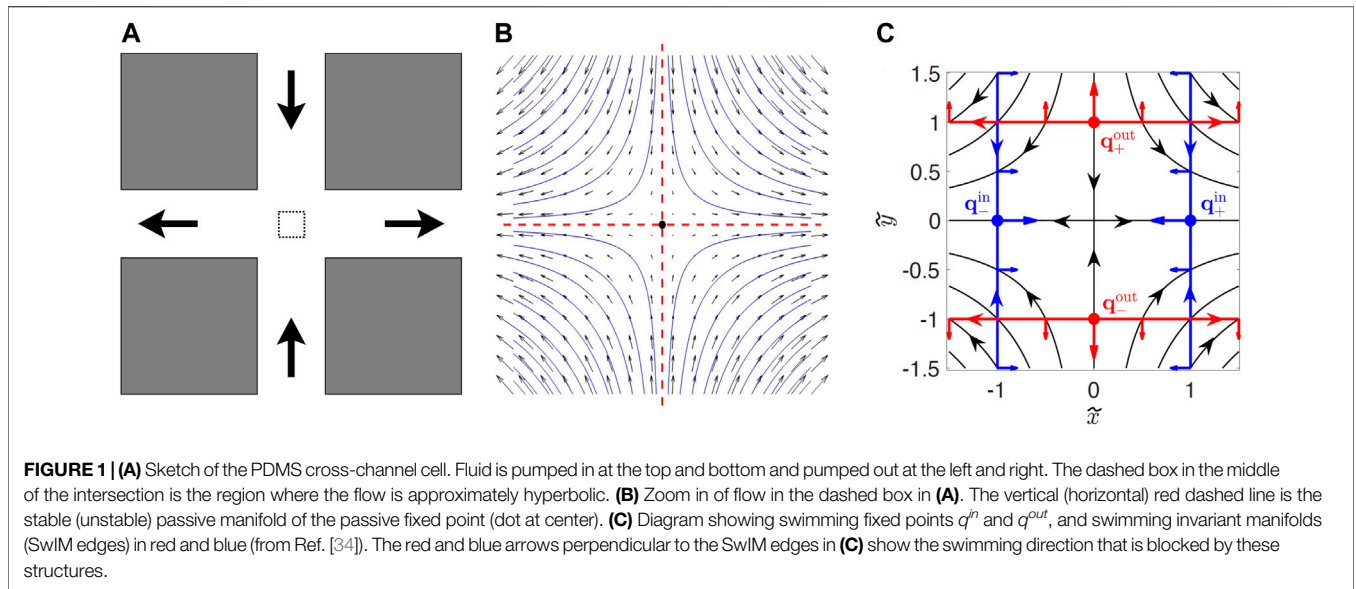 A
B
C
1.5
1
0.5
0
-0.5
-1
-1.5
q₊ᵒᵘᵗ
q₋ⁱⁿ
q₊ⁱⁿ
q₋ᵒᵘᵗ
ỹ
-1 0 1
x̃
FIGURE 1 | (A) Sketch of the PDMS cross-channel cell. Fluid is pumped in at the top and bottom and pumped out at the left and right. The dashed box in the middle
of the intersection is the region where the flow is approximately hyperbolic. (B) Zoom in of flow in the dashed box in (A). The vertical (horizontal) red dashed line is the
stable (unstable) passive manifold of the passive fixed point (dot at center). (C) Diagram showing swimming fixed points qⁱⁿ and qᵒᵘᵗ, and swimming invariant manifolds
(SwIM edges) in red and blue (from Ref. [34]). The red and blue arrows perpendicular to the SwIM edges in (C) show the swimming direction that is blocked by these
structures.